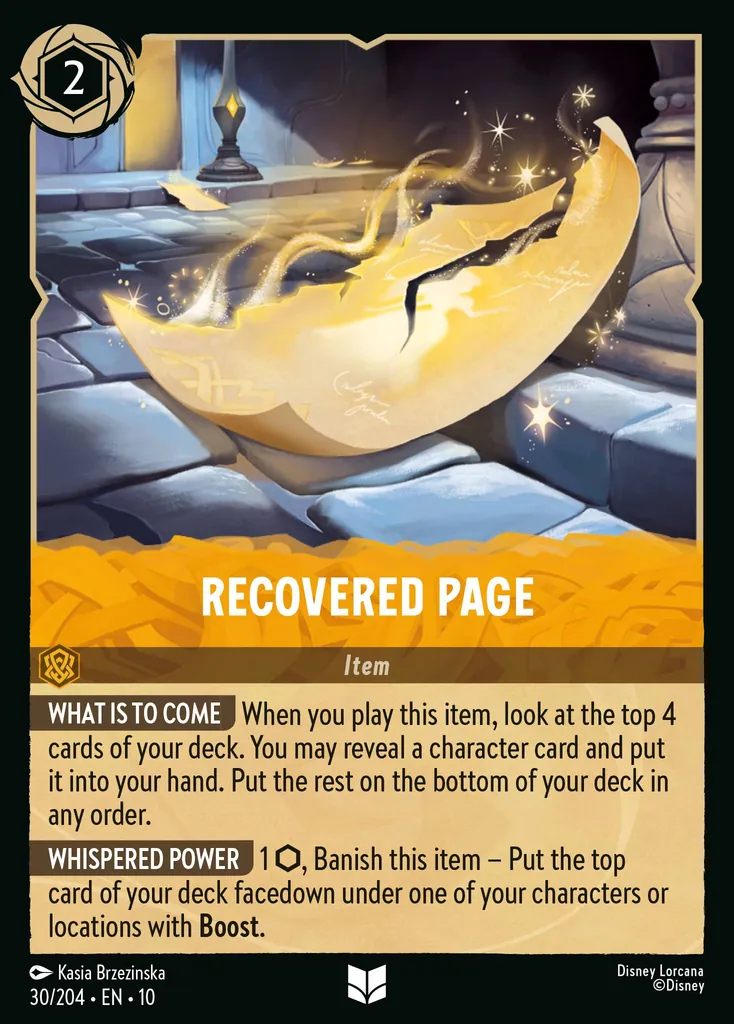 2
RECOVERED PAGE
Item
WHAT IS TO COME When you play this item, look at the top 4
cards of your deck. You may reveal a character card and put
it into your hand. Put the rest on the bottom of your deck in
any order.
WHISPERED POWER 1 ⬡, Banish this item – Put the top
card of your deck facedown under one of your characters or
locations with Boost.
Kasia Brzezinska
Disney Lorcana
30/204 • EN • 10
©Disney